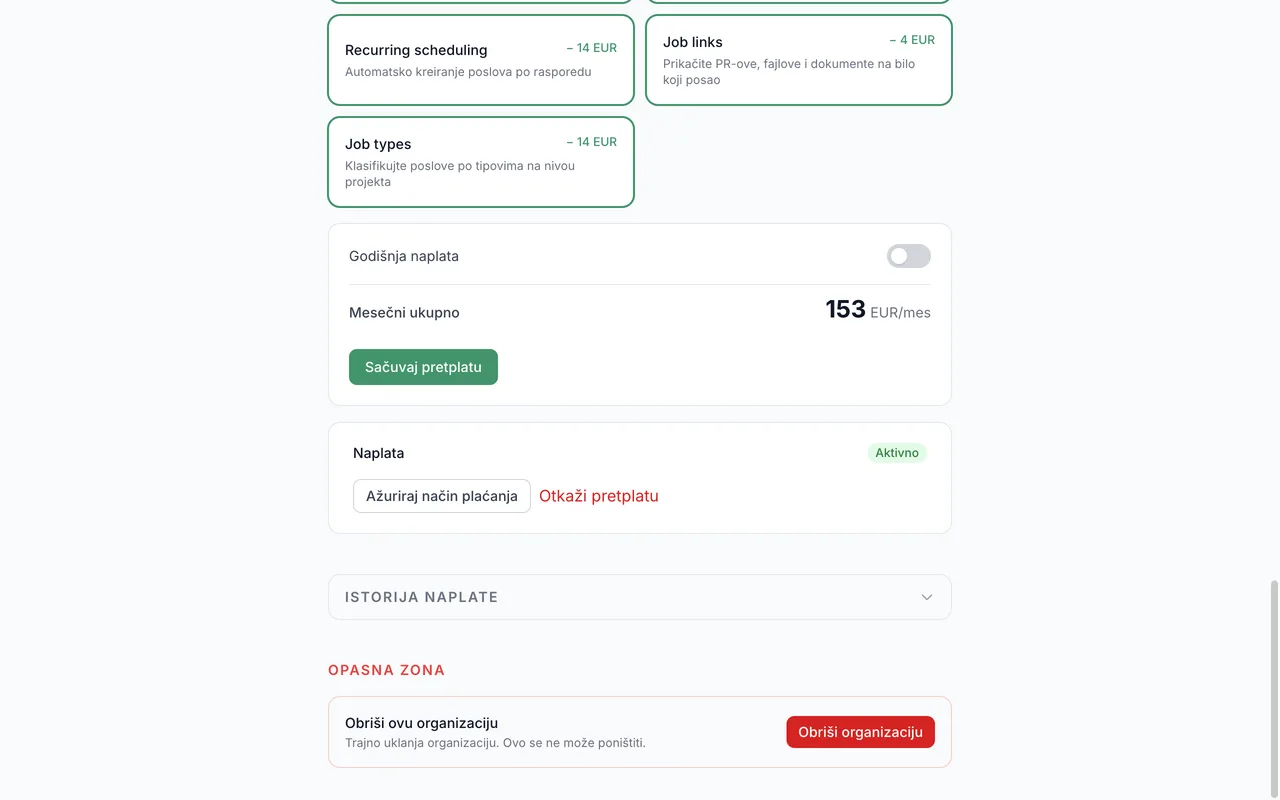 Recurring scheduling
– 14 EUR
Automatsko kreiranje poslova po rasporedu
Job links
– 4 EUR
Prikačite PR-ove, fajlove i dokumente na bilo
koji posao
Job types
– 14 EUR
Klasifikujte poslove po tipovima na nivou
projekta
Godišnja naplata
Mesečni ukupno
153 EUR/mes
Sačuvaj pretplatu
Naplata
Aktivno
Ažuriraj način plaćanja
Otkaži pretplatu
ISTORIJA NAPLATE
OPASNA ZONA
Obriši ovu organizaciju
Trajno uklanja organizaciju. Ovo se ne može poništiti.
Obriši organizaciju